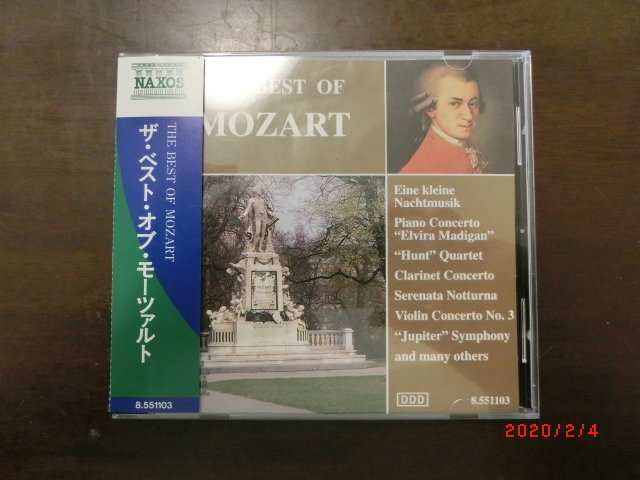 NAXOS
THE BEST OF MOZART
ザ・ベスト・オブ・モーツァルト
8.551103
BEST OF
MOZART
Eine kleine
Nachtmusik
Piano Concerto
“Elvira Madigan”
“Hunt” Quartet
Clarinet Concerto
Serenata Notturna
Violin Concerto No. 3
“Jupiter” Symphony
and many others
DDD
8.551103
2020/2/4